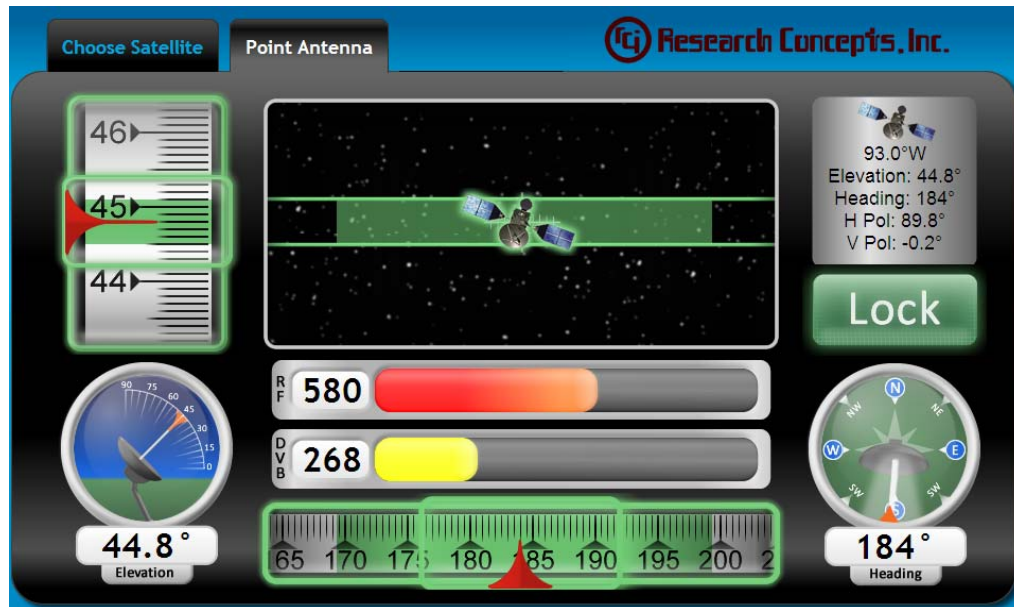 Choose Satellite
Point Antenna
rci Research Concepts, Inc.
46
45
44
93.0°W
Elevation: 44.8°
Heading: 184°
H Pol: 89.8°
V Pol: -0.2°
Lock
RF 580
DVB 268
90 75 60 45 30 15 0
N
NW NE
W E
SW SW
S
65 170 175 180 185 190 195 200 2
44.8°
Elevation
184°
Heading